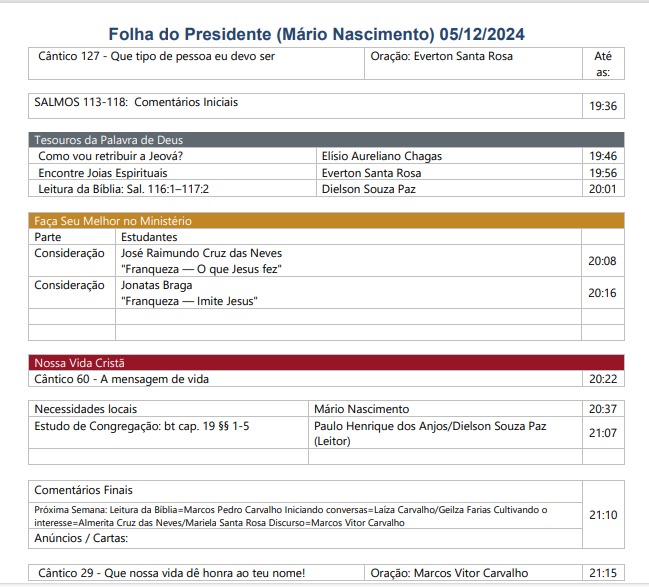 Folha do Presidente (Mário Nascimento) 05/12/2024
Cântico 127 - Que tipo de pessoa eu devo ser Oração: Everton Santa Rosa Até
as:
SALMOS 113-118: Comentários Iniciais 19:36
Tesouros da Palavra de Deus
Como vou retribuir a Jeová? Elísio Aureliano Chagas 19:46
Encontre Joias Espirituais Everton Santa Rosa 19:56
Leitura da Bíblia: Sal. 116:1–117:2 Dielson Souza Paz 20:01
Faça Seu Melhor no Ministério
Parte Estudantes
Consideração José Raimundo Cruz das Neves
"Franqueza — O que Jesus fez" 20:08
Consideração Jonatas Braga
"Franqueza — Imite Jesus" 20:16
Nossa Vida Cristã
Cântico 60 - A mensagem de vida 20:22
Necessidades locais Mário Nascimento 20:37
Estudo de Congregação: bt cap. 19 §§ 1-5 Paulo Henrique dos Anjos/Dielson Souza Paz
(Leitor) 21:07
Comentários Finais
Próxima Semana: Leitura da Bíblia=Marcos Pedro Carvalho Iniciando conversas=Laíza Carvalho/Geilza Farias Cultivando o
interesse=Almerita Cruz das Neves/Mariela Santa Rosa Discurso=Marcos Vitor Carvalho
21:10
Anúncios / Cartas:
Cântico 29 - Que nossa vida dê honra ao teu nome! Oração: Marcos Vitor Carvalho 21:15